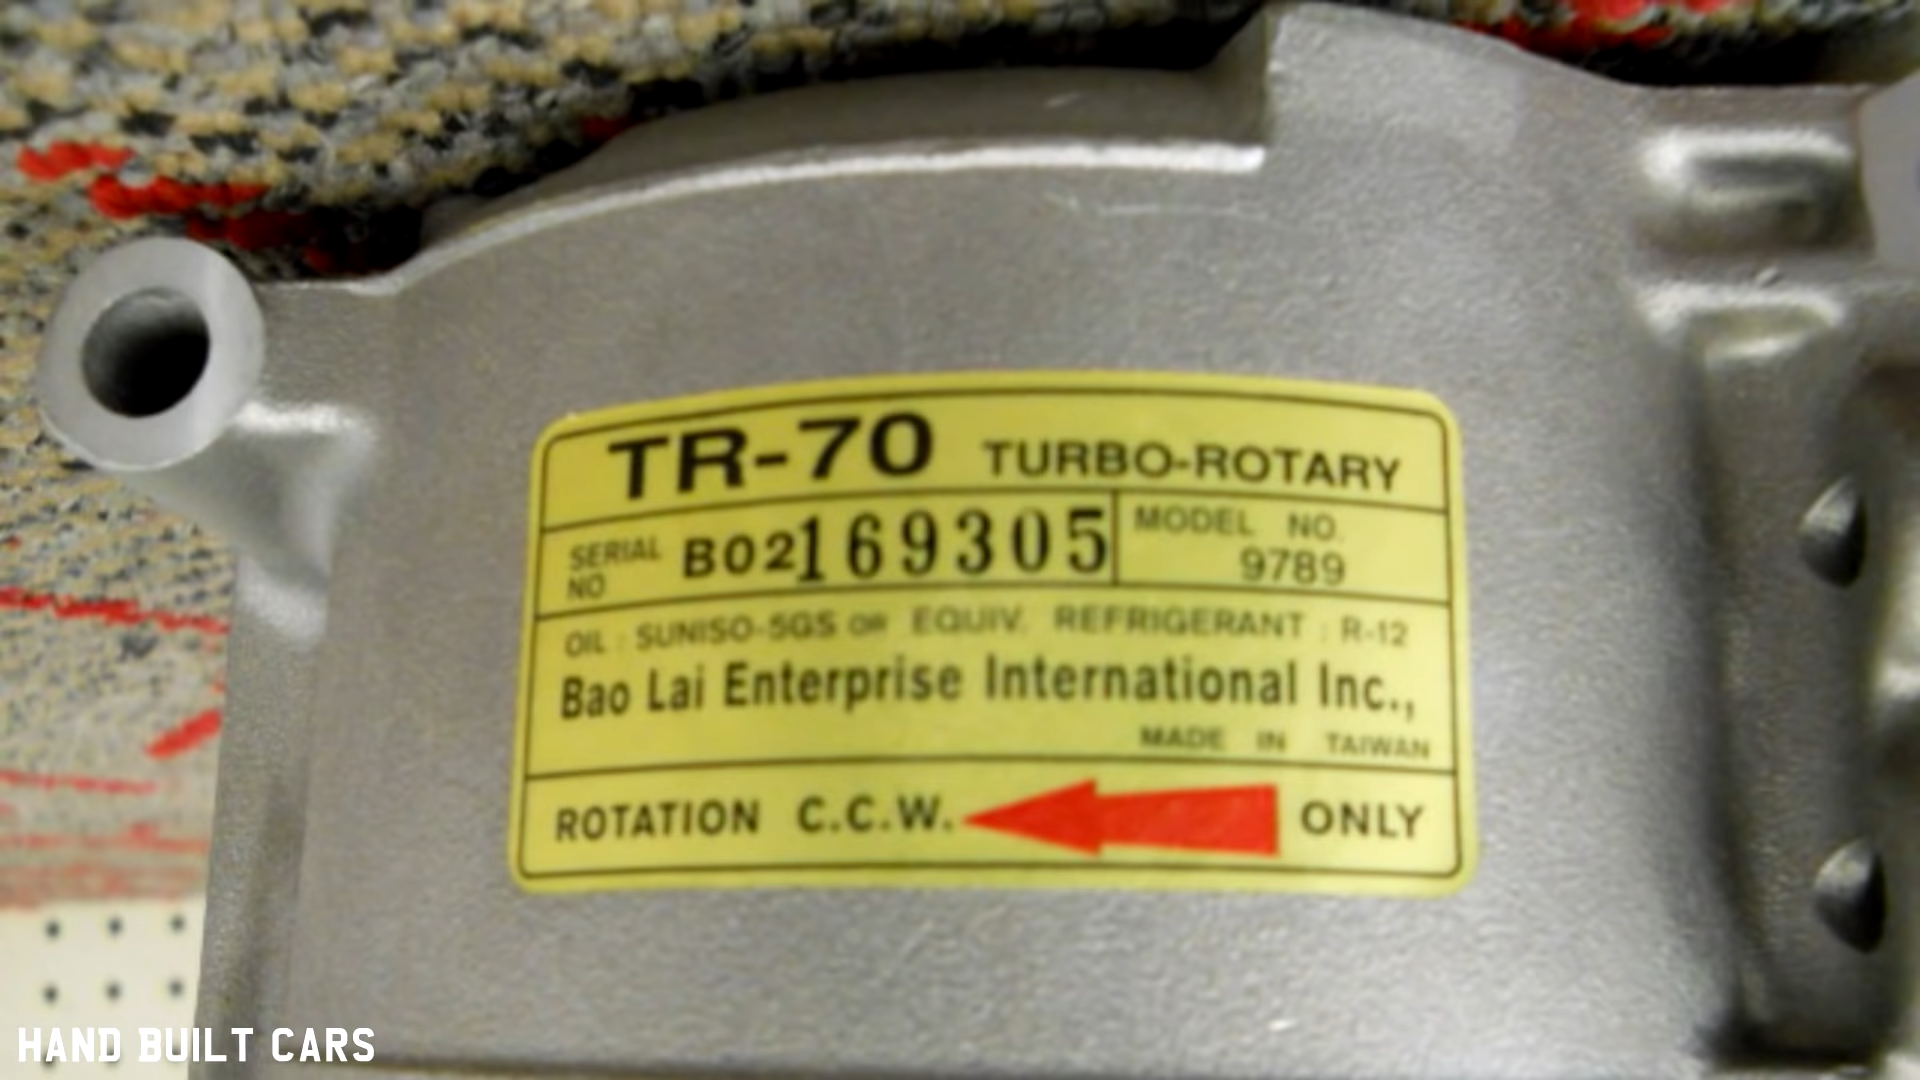 TR-70 TURBO-ROTARY
SERIAL NO B02169305 MODEL NO. 9789
OIL : SUNISO-5GS OR EQUIV. REFRIGERANT : R-12
Bao Lai Enterprise International Inc.,
MADE IN TAIWAN
ROTATION C.C.W. ONLY
HAND BUILT CARS